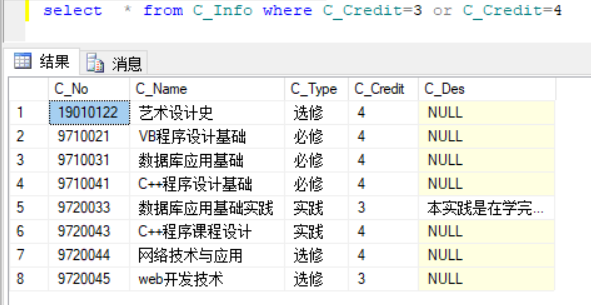 select * from C_Info where C_Credit=3 or C_Credit=4
结果 消息
C_No C_Name C_Type C_Credit C_Des
1 19010122 艺术设计史 选修 4 NULL
2 9710021 VB程序设计基础 必修 4 NULL
3 9710031 数据库应用基础 必修 4 NULL
4 9710041 C++程序设计基础 必修 4 NULL
5 9720033 数据库应用基础实践 实践 3 本实践是在学完...
6 9720043 C++程序课程设计 实践 4 NULL
7 9720044 网络技术与应用 选修 4 NULL
8 9720045 web开发技术 选修 3 NULL